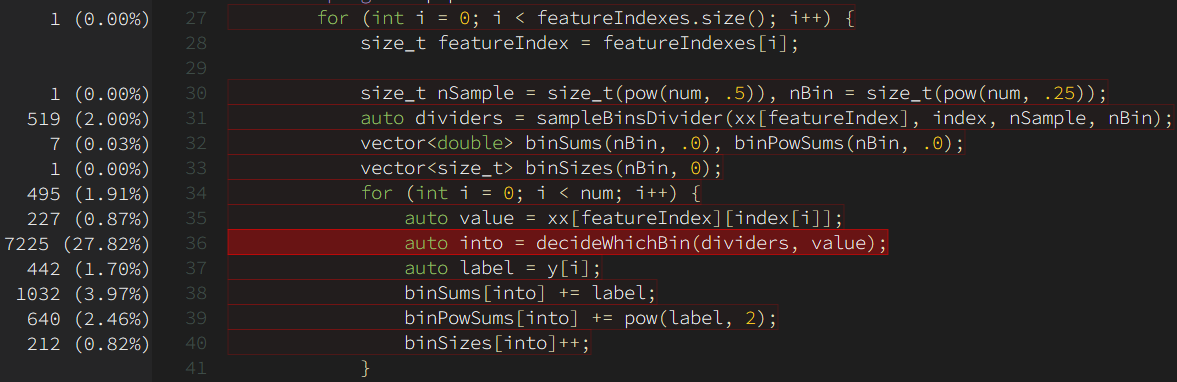 1 (0.00%) 27 for (int i = 0; i < featureIndexes.size(); i++) {
28 size_t featureIndex = featureIndexes[i];
29
1 (0.00%) 30 size_t nSample = size_t(pow(num, .5)), nBin = size_t(pow(num, .25));
519 (2.00%) 31 auto dividers = sampleBinsDivider(xx[featureIndex], index, nSample, nBin);
7 (0.03%) 32 vector<double> binSums(nBin, .0), binPowSums(nBin, .0);
1 (0.00%) 33 vector<size_t> binSizes(nBin, 0);
495 (1.91%) 34 for (int i = 0; i < num; i++) {
227 (0.87%) 35 auto value = xx[featureIndex][index[i]];
7225 (27.82%) 36 auto into = decideWhichBin(dividers, value);
442 (1.70%) 37 auto label = y[i];
1032 (3.97%) 38 binSums[into] += label;
640 (2.46%) 39 binPowSums[into] += pow(label, 2);
212 (0.82%) 40 binSizes[into]++;
41 }